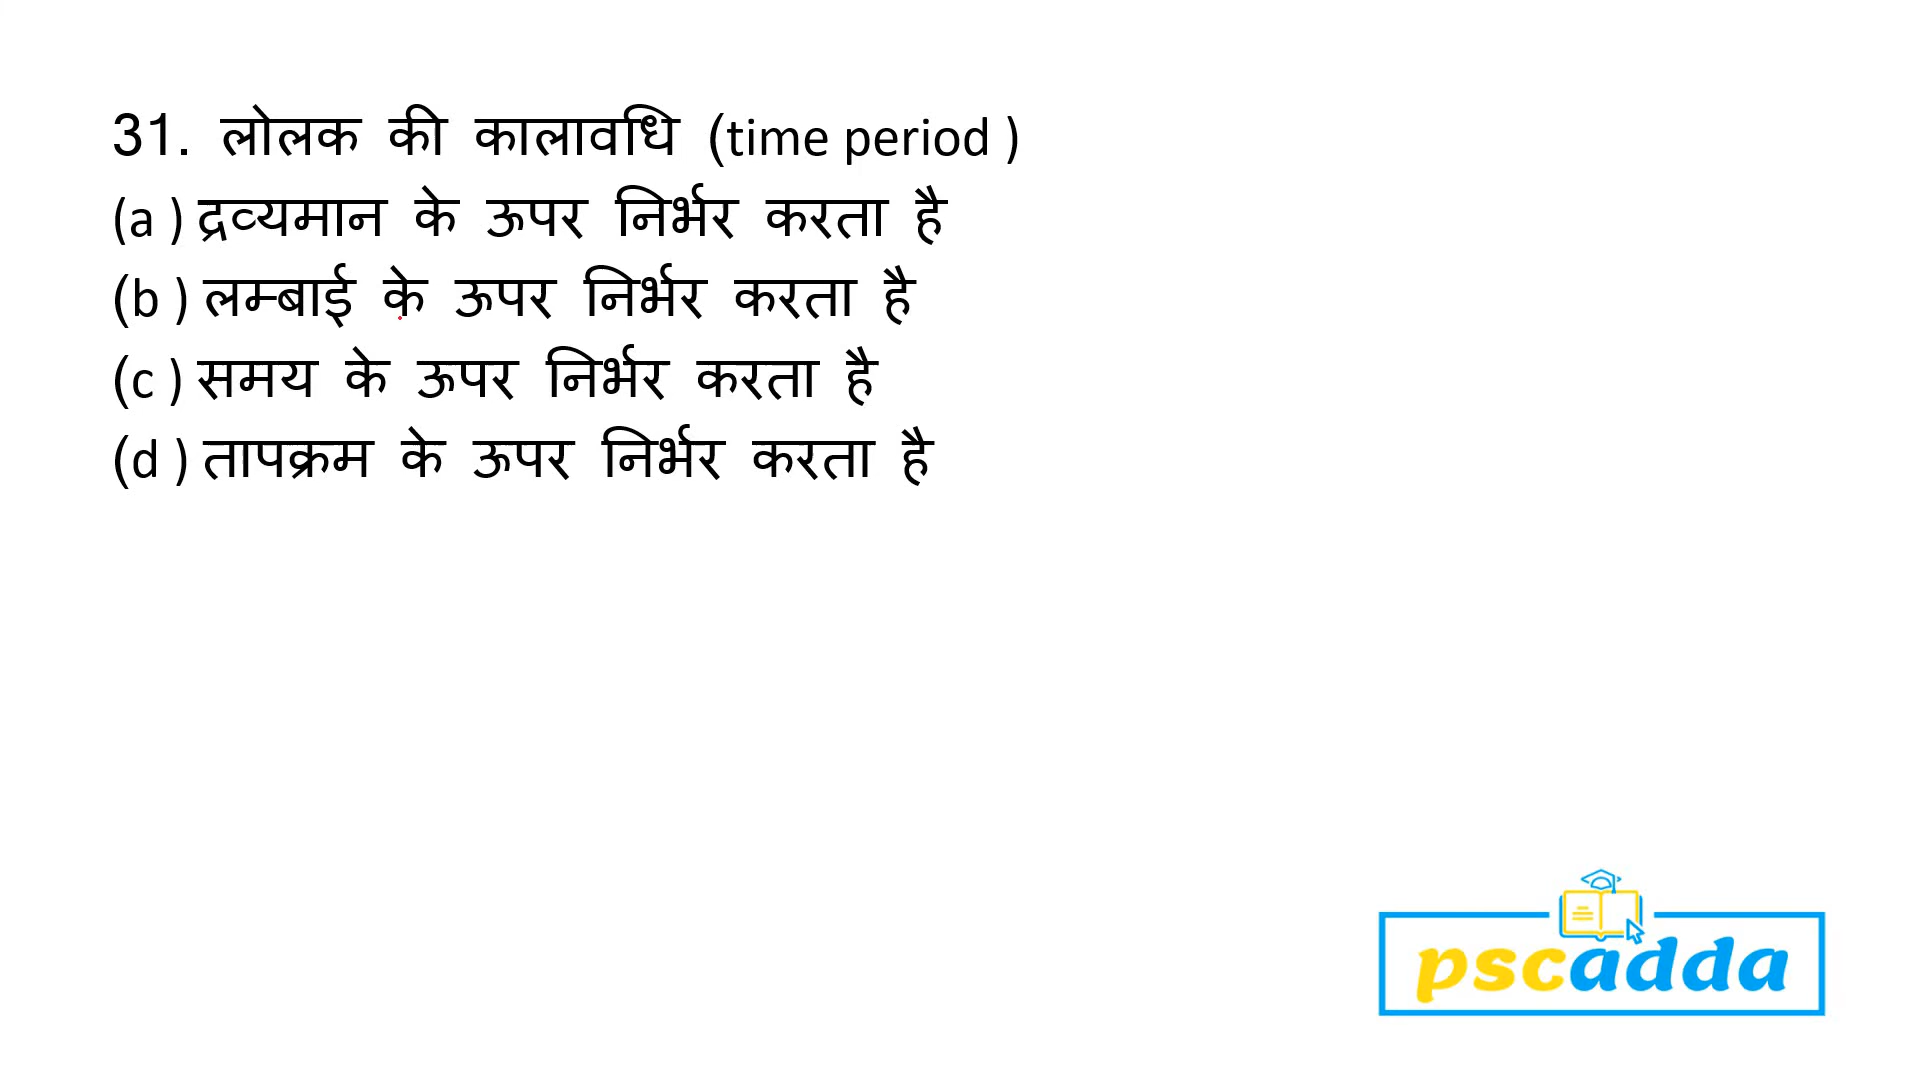 31. लोलक की कालावधि (time period )
(a ) द्रव्यमान के ऊपर निर्भर करता है
(b ) लम्बाई के ऊपर निर्भर करता है
(c ) समय के ऊपर निर्भर करता है
(d ) तापक्रम के ऊपर निर्भर करता है
pscadda